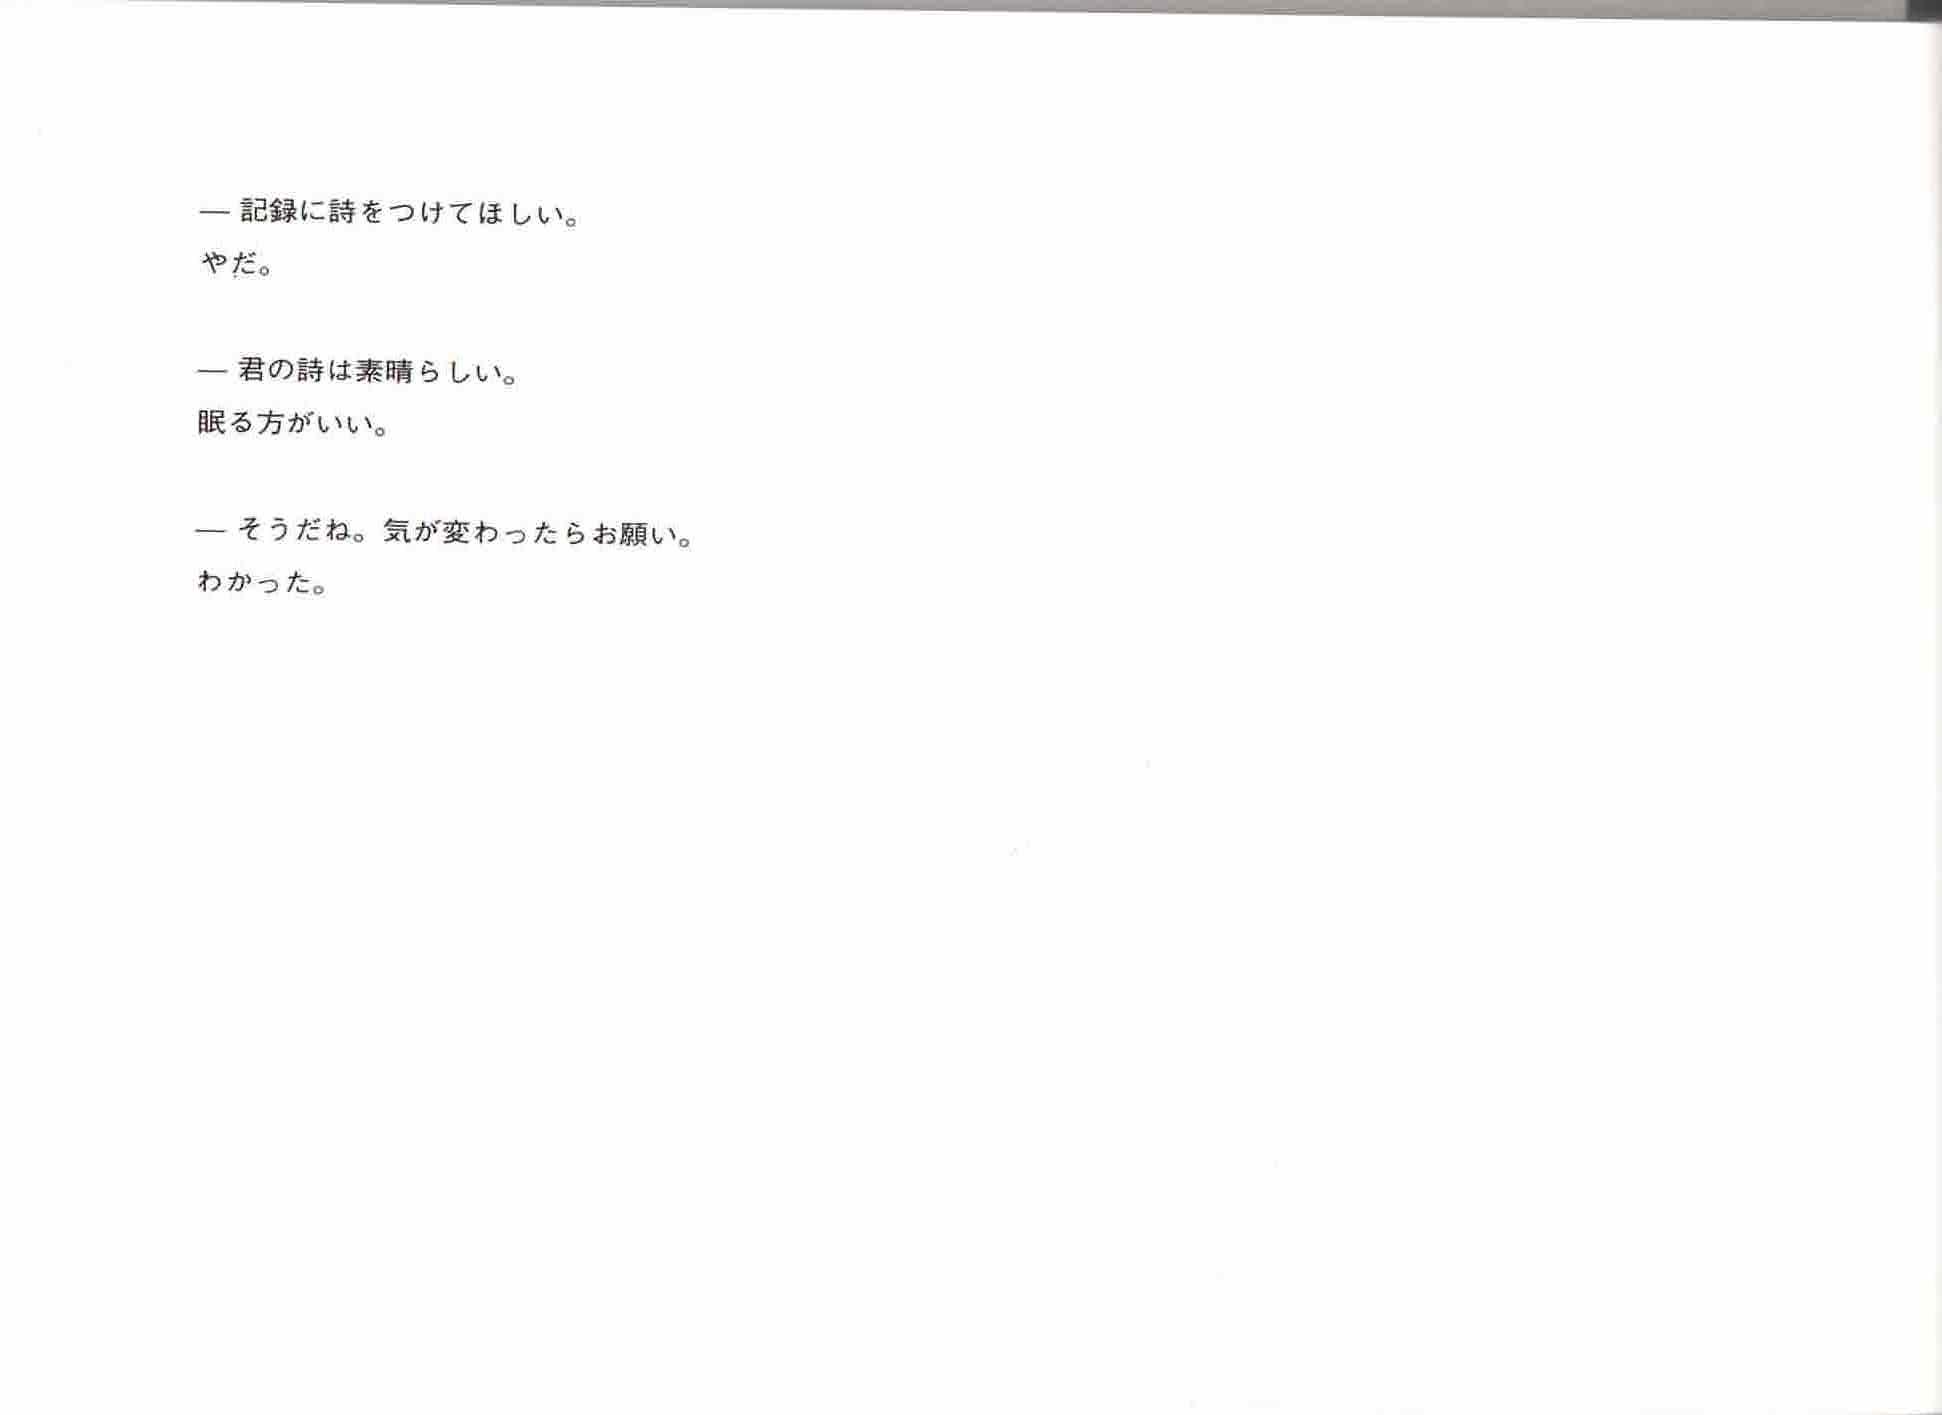 — 記録に詩をつけてほしい。
やだ。
— 君の詩は素晴らしい。
眠る方がいい。
— そうだね。気が変わったらお願い。
わかった。